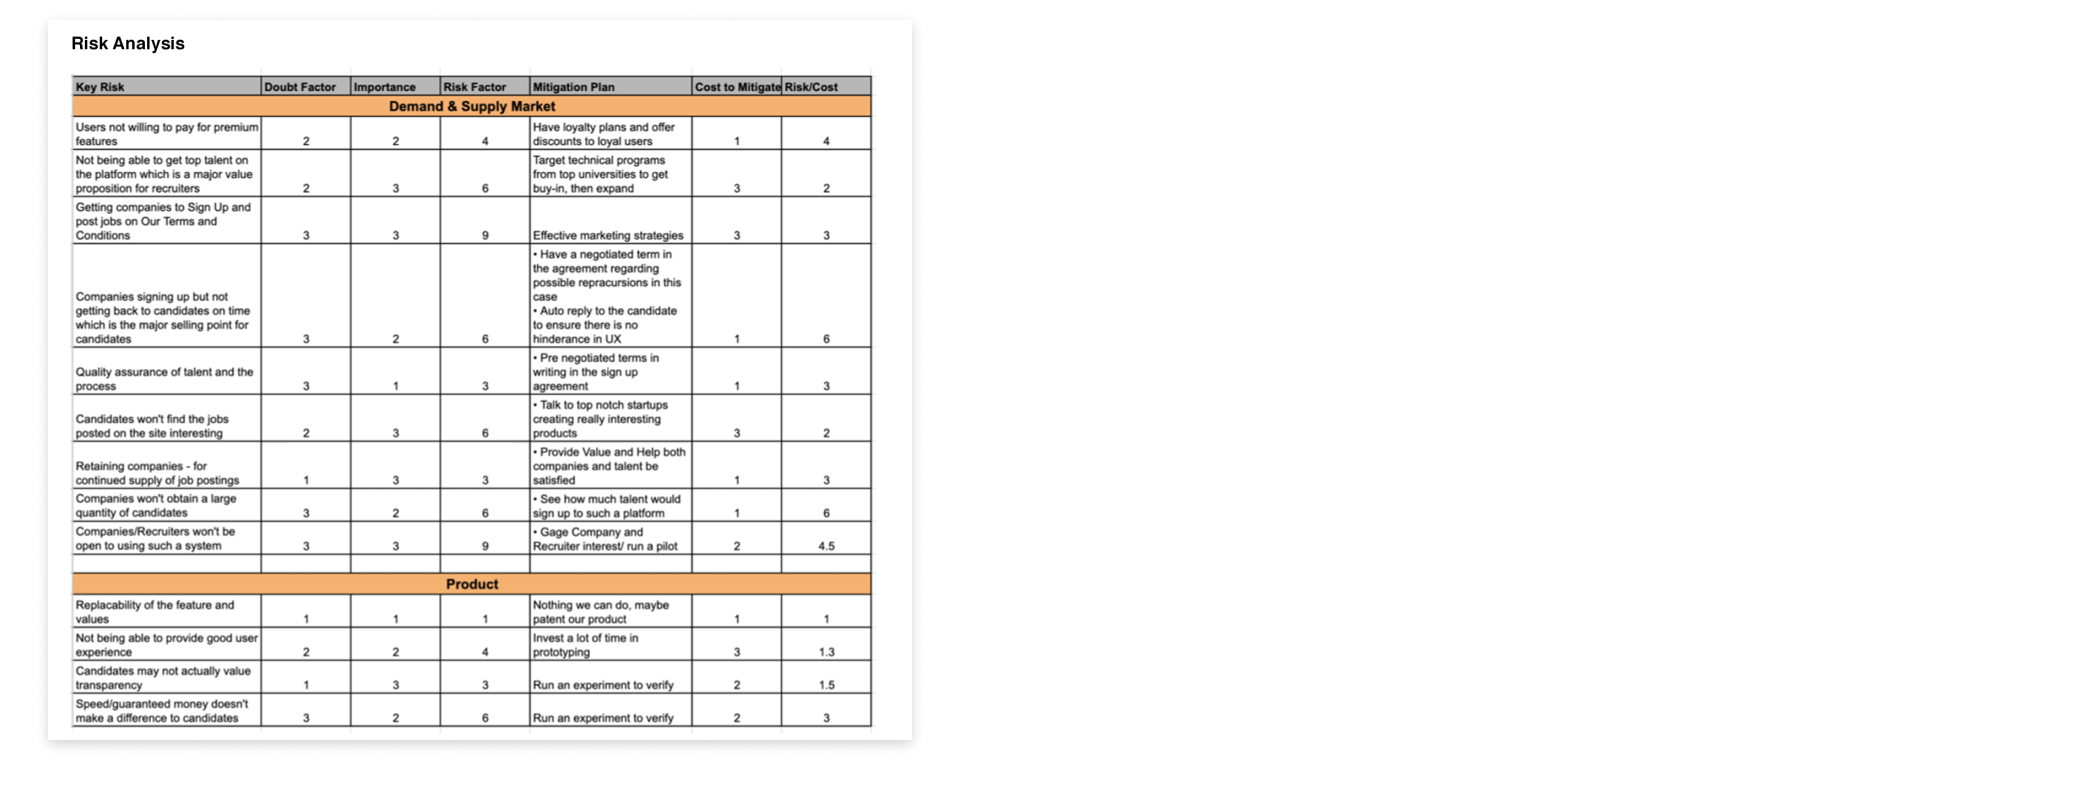 Risk Analysis
Key Risk Doubt Factor Importance Risk Factor Mitigation Plan Cost to Mitigate Risk/Cost
Demand & Supply Market
Users not willing to pay for premium
features
2 2 4
Have loyalty plans and offer
discounts to loyal users
1 4
Not being able to get top talent on
the platform which is a major value
proposition for recruiters
2 3 6
Target technical programs
from top universities to get
buy-in, then expand
3 2
Getting companies to Sign Up and
post jobs on Our Terms and
Conditions
3 3 9
Effective marketing strategies
3 3
Companies signing up but not
getting back to candidates on time
which is the major selling point for
candidates
3 2 6
• Have a negotiated term in
the agreement regarding
possible repracursions in this
case
• Auto reply to the candidate
to ensure there is no
hinderance in UX
1 6
Quality assurance of talent and the
process
3 1 3
• Pre negotiated terms in
writing in the sign up
agreement
1 3
Candidates won't find the jobs
posted on the site interesting
2 3 6
• Talk to top notch startups
creating really interesting
products
3 2
Retaining companies - for
continued supply of job postings
1 3 3
• Provide Value and Help both
companies and talent be
satisfied
1 3
Companies won't obtain a large
quantity of candidates
3 2 6
• See how much talent would
sign up to such a platform
1 6
Companies/Recruiters won't be
open to using such a system
3 3 9
• Gage Company and
Recruiter interest/ run a pilot
2 4.5
Product
Replacability of the feature and
values
1 1 1
Nothing we can do, maybe
patent our product
1 1
Not being able to provide good user
experience
2 2 4
Invest a lot of time in
prototyping
3 1.3
Candidates may not actually value
transparency
1 3 3
Run an experiment to verify
2 1.5
Speed/guaranteed money doesn't
make a difference to candidates
3 2 6
Run an experiment to verify
2 3